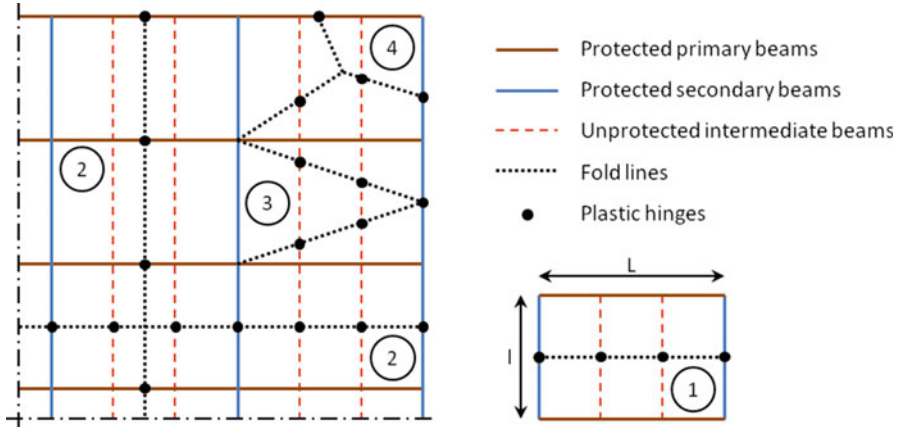 4
Protected primary beams
Protected secondary beams
Unprotected intermediate beams
2
Fold lines
3
Plastic hinges
L
l
2
1